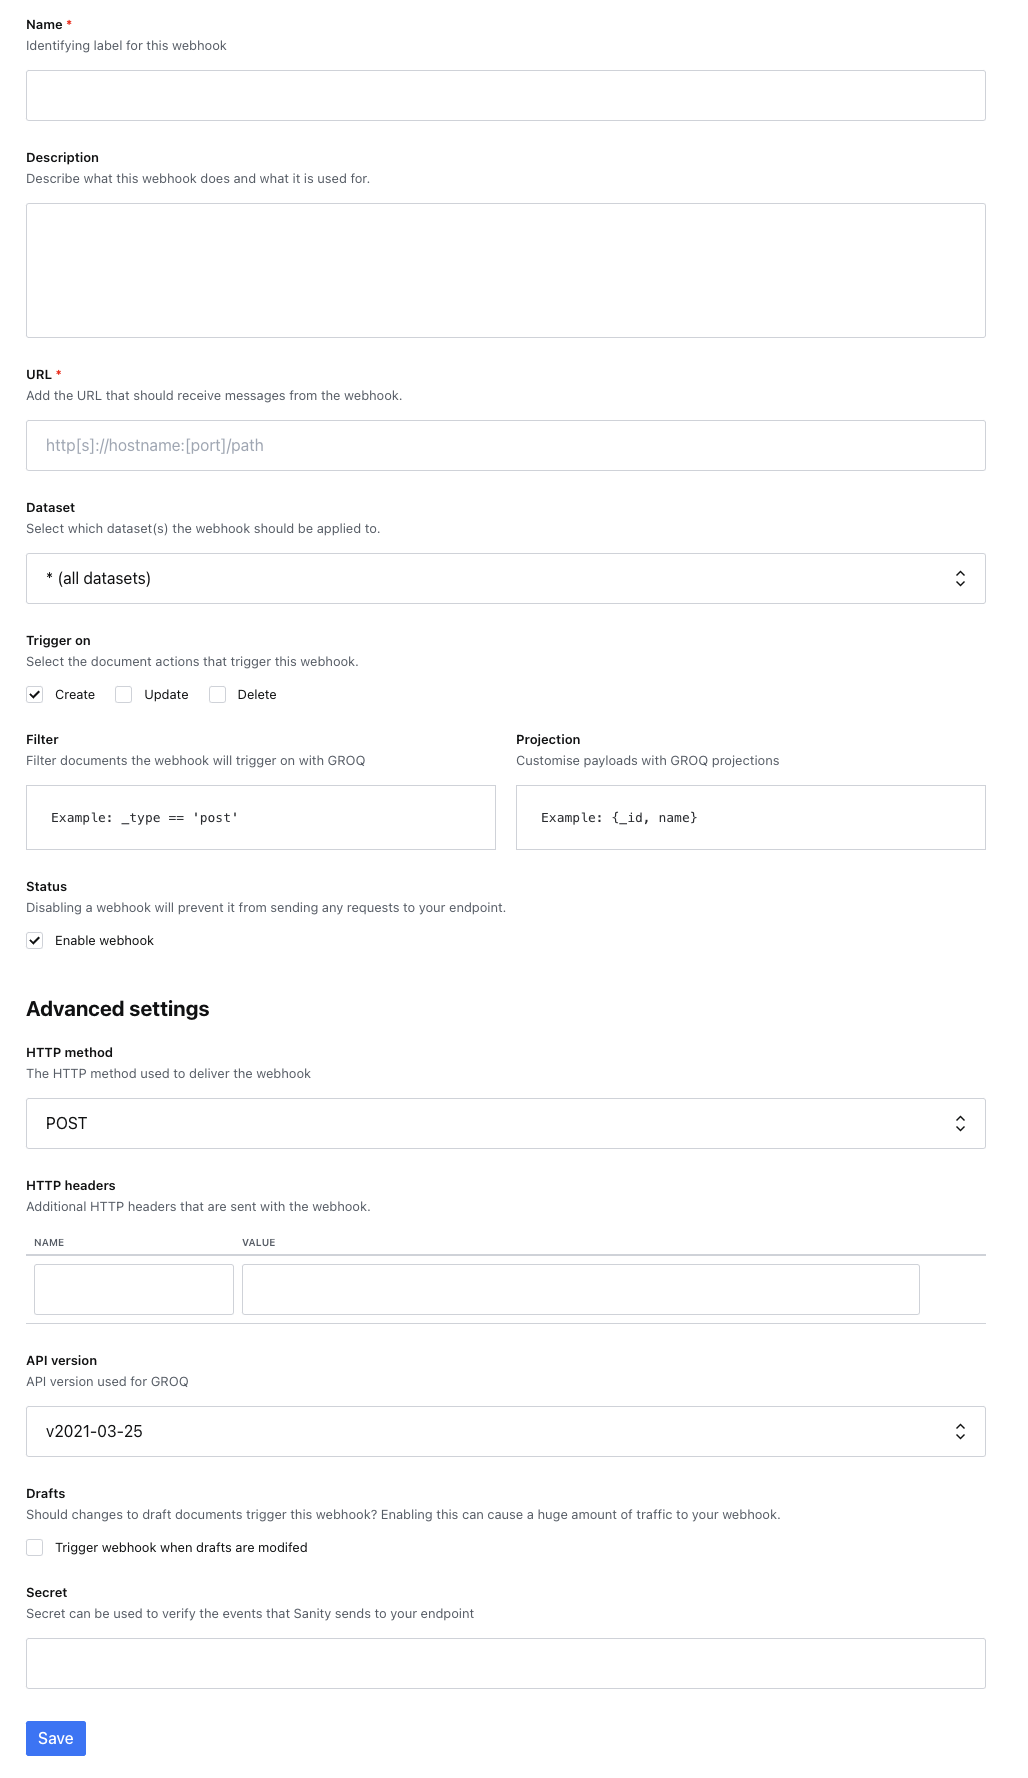 Name *
Identifying label for this webhook
Description
Describe what this webhook does and what it is used for.
URL *
Add the URL that should receive messages from the webhook.
http[s]://hostname:[port]/path
Dataset
Select which dataset(s) the webhook should be applied to.
* (all datasets)
Trigger on
Select the document actions that trigger this webhook.
Create Update Delete
Filter
Filter documents the webhook will trigger on with GROQ
Example: _type == 'post'
Projection
Customise payloads with GROQ projections
Example: {_id, name}
Status
Disabling a webhook will prevent it from sending any requests to your endpoint.
Enable webhook
Advanced settings
HTTP method
The HTTP method used to deliver the webhook
POST
HTTP headers
Additional HTTP headers that are sent with the webhook.
NAME VALUE
API version
API version used for GROQ
v2021-03-25
Drafts
Should changes to draft documents trigger this webhook? Enabling this can cause a huge amount of traffic to your webhook.
Trigger webhook when drafts are modifed
Secret
Secret can be used to verify the events that Sanity sends to your endpoint
Save